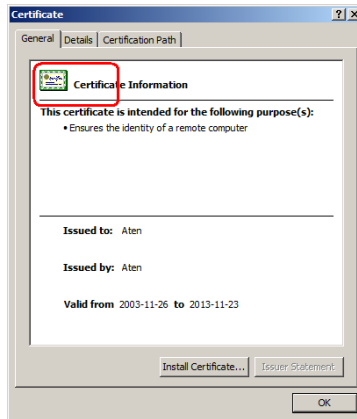 Certificate
General Details Certification Path
Certificate Information
This certificate is intended for the following purpose(s):
• Ensures the identity of a remote computer
Issued to: Aten
Issued by: Aten
Valid from 2003-11-26 to 2013-11-23
Install Certificate... Issuer Statement
OK